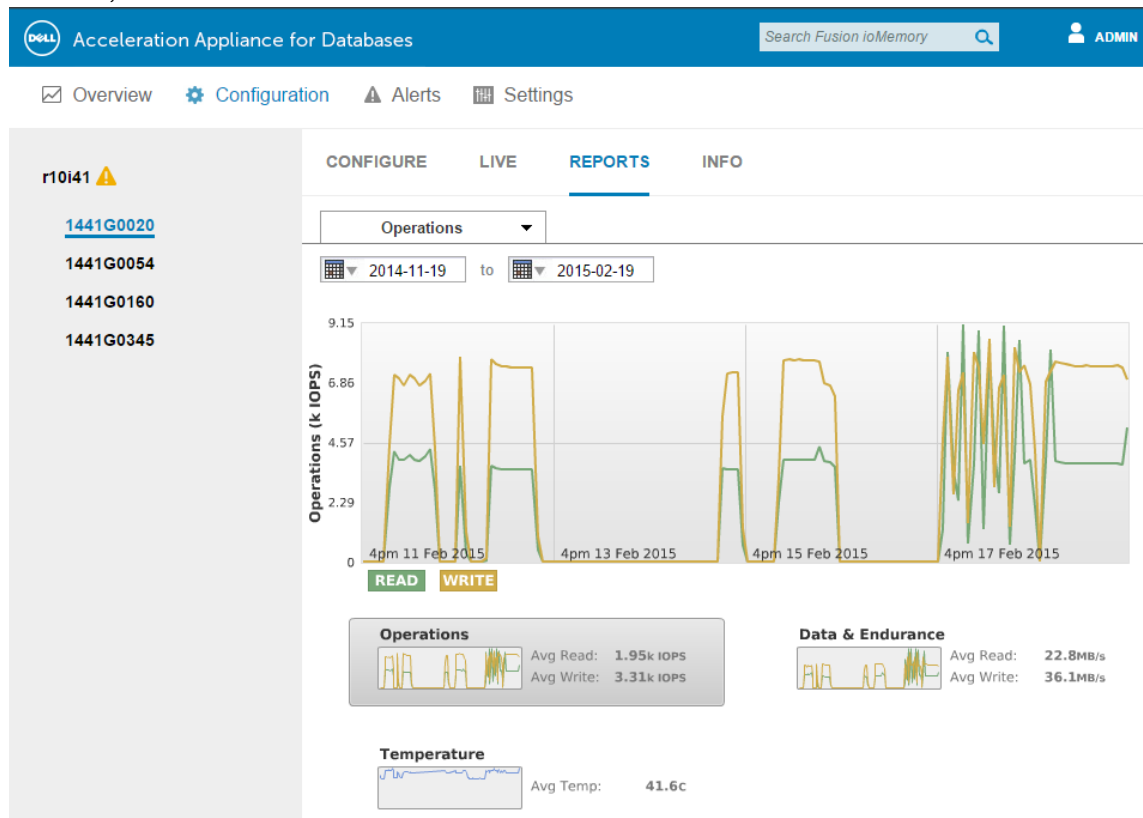 DELL Acceleration Appliance for Databases Search Fusion ioMemory ADMIN
Overview Configuration Alerts Settings
CONFIGURE LIVE REPORTS INFO
r10i41
1441G0020
1441G0054
1441G0160
1441G0345
Operations
2014-11-19 to 2015-02-19
9.15
6.86
4.57
2.29
0
Operations (k IOPS)
4pm 11 Feb 2015 4pm 13 Feb 2015 4pm 15 Feb 2015 4pm 17 Feb 2015
READ WRITE
Operations
Avg Read: 1.95k IOPS
Avg Write: 3.31k IOPS
Data & Endurance
Avg Read: 22.8MB/s
Avg Write: 36.1MB/s
Temperature
Avg Temp: 41.6C